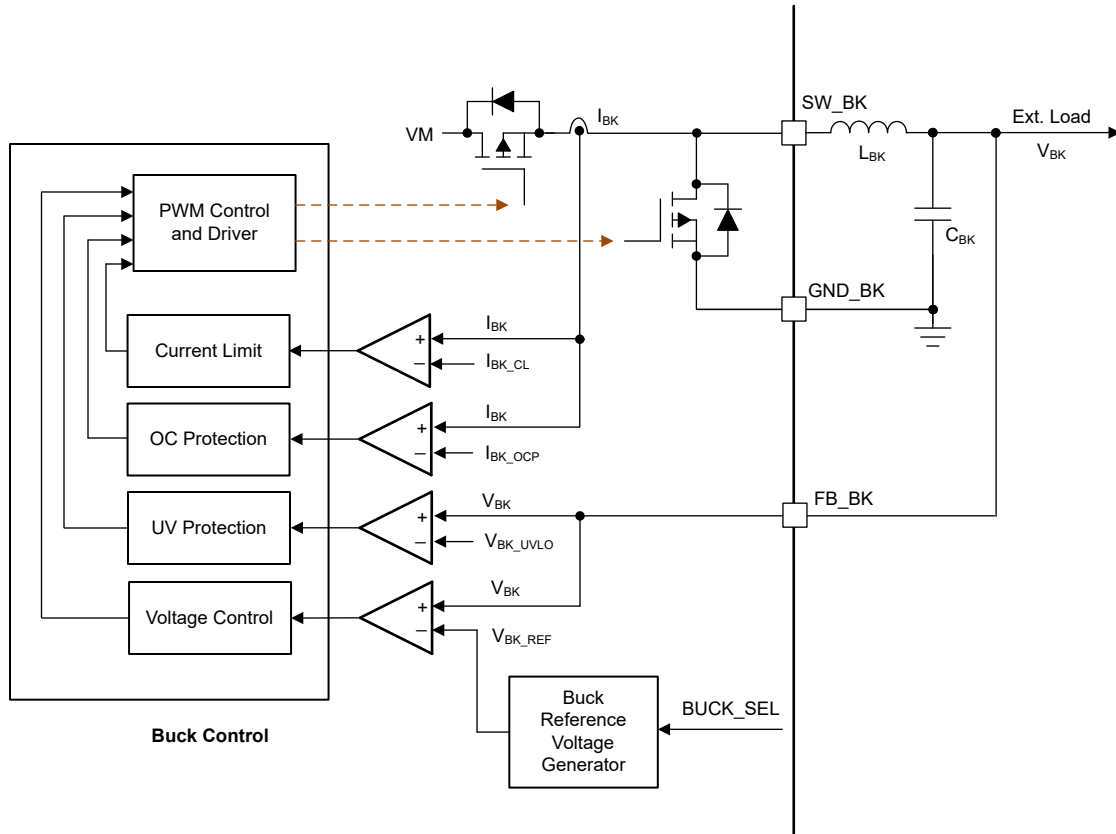 SW_BK
I_BK
Ext. Load
VM
L_BK
V_BK
PWM Control
and Driver
C_BK
GND_BK
I_BK
+
Current Limit
–
I_BK_CL
I_BK
+
OC Protection
–
I_BK_OCP
FB_BK
V_BK
+
UV Protection
–
V_BK_UVLO
V_BK
+
Voltage Control
–
V_BK_REF
Buck
Reference
Voltage
Generator
BUCK_SEL
Buck Control